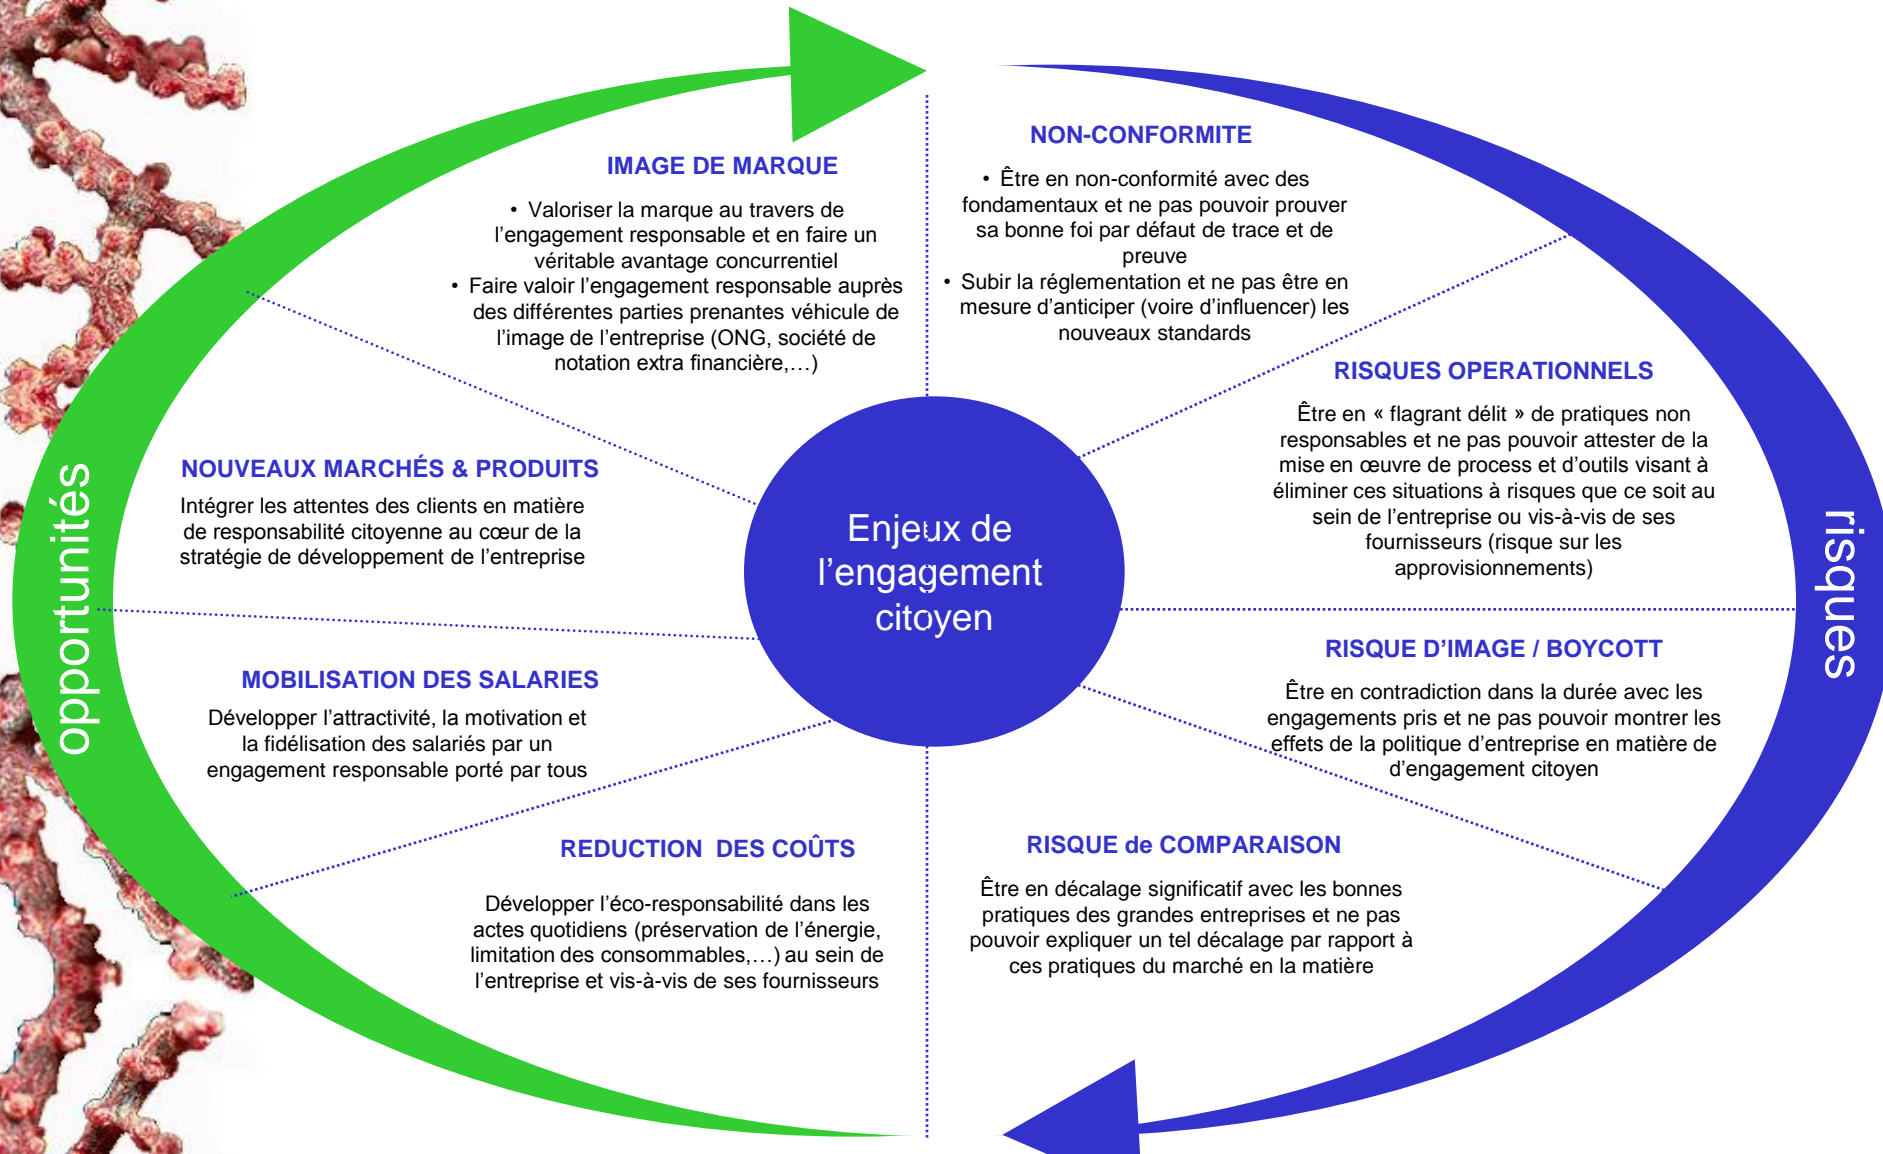 opportunités
IMAGE DE MARQUE
• Valoriser la marque au travers de
l’engagement responsable et en faire un
véritable avantage concurrentiel
• Faire valoir l’engagement responsable auprès
des différentes parties prenantes véhicule de
l’image de l’entreprise (ONG, société de
notation extra financière,…)
NOUVEAUX MARCHÉS & PRODUITS
Intégrer les attentes des clients en matière
de responsabilité citoyenne au cœur de la
stratégie de développement de l’entreprise
MOBILISATION DES SALARIES
Développer l’attractivité, la motivation et
la fidélisation des salariés par un
engagement responsable porté par tous
REDUCTION DES COÛTS
Développer l’éco-responsabilité dans les
actes quotidiens (préservation de l’énergie,
limitation des consommables,…) au sein de
l’entreprise et vis-à-vis de ses fournisseurs
Enjeux de
l’engagement
citoyen
NON-CONFORMITE
• Être en non-conformité avec des
fondamentaux et ne pas pouvoir prouver
sa bonne foi par défaut de trace et de
preuve
• Subir la réglementation et ne pas être en
mesure d’anticiper (voire d’influencer) les
nouveaux standards
RISQUES OPERATIONNELS
Être en « flagrant délit » de pratiques non
responsables et ne pas pouvoir attester de la
mise en œuvre de process et d’outils visant à
éliminer ces situations à risques que ce soit au
sein de l’entreprise ou vis-à-vis de ses
fournisseurs (risque sur les
approvisionnements)
RISQUE D’IMAGE / BOYCOTT
Être en contradiction dans la durée avec les
engagements pris et ne pas pouvoir montrer les
effets de la politique d’entreprise en matière de
d’engagement citoyen
RISQUE de COMPARAISON
Être en décalage significatif avec les bonnes
pratiques des grandes entreprises et ne pas
pouvoir expliquer un tel décalage par rapport à
ces pratiques du marché en la matière
risques